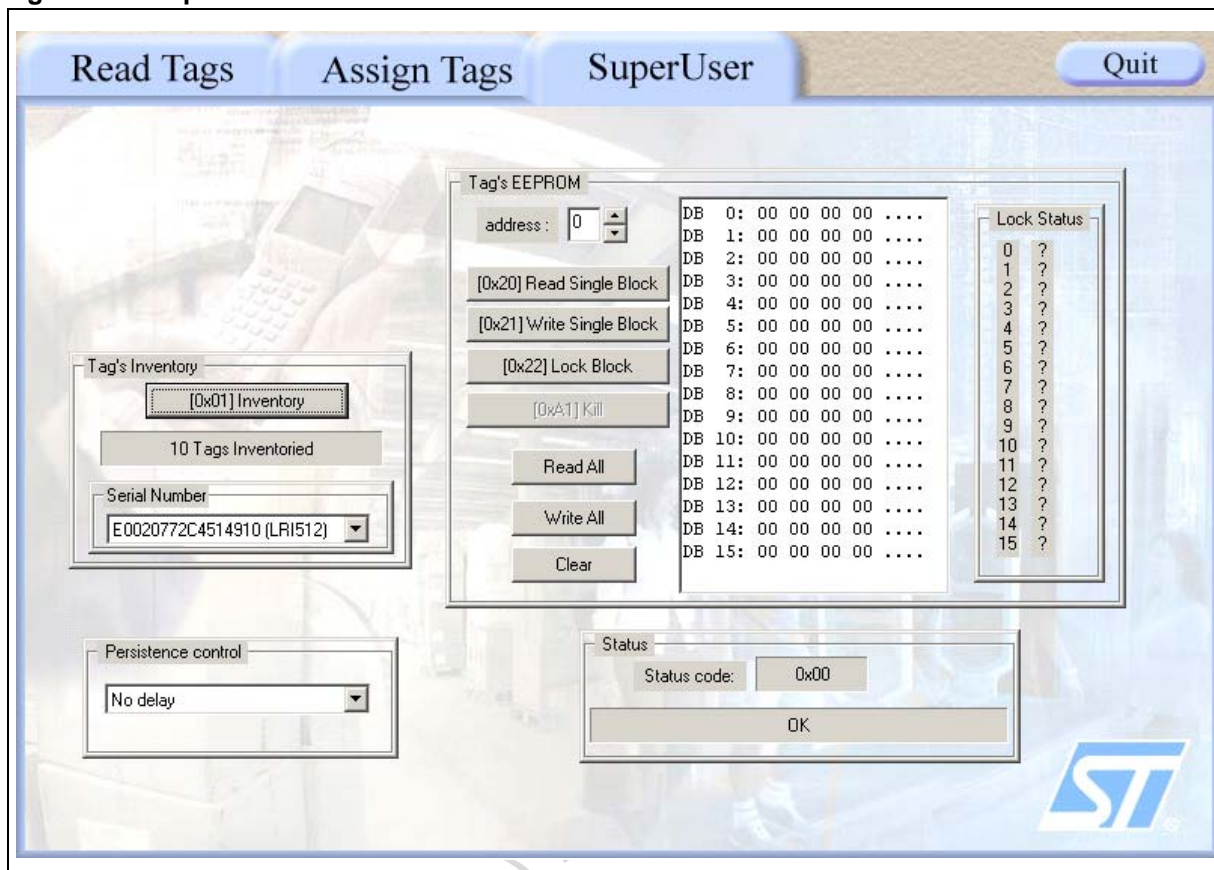 Read Tags
Assign Tags
SuperUser
Quit
Tag's EEPROM
address : 0
[0x20] Read Single Block
[0x21] Write Single Block
[0x22] Lock Block
[0xA1] Kill
Read All
Write All
Clear
DB 0: 00 00 00 00 ....
DB 1: 00 00 00 00 ....
DB 2: 00 00 00 00 ....
DB 3: 00 00 00 00 ....
DB 4: 00 00 00 00 ....
DB 5: 00 00 00 00 ....
DB 6: 00 00 00 00 ....
DB 7: 00 00 00 00 ....
DB 8: 00 00 00 00 ....
DB 9: 00 00 00 00 ....
DB 10: 00 00 00 00 ....
DB 11: 00 00 00 00 ....
DB 12: 00 00 00 00 ....
DB 13: 00 00 00 00 ....
DB 14: 00 00 00 00 ....
DB 15: 00 00 00 00 ....
Lock Status
0 ?
1 ?
2 ?
3 ?
4 ?
5 ?
6 ?
7 ?
8 ?
9 ?
10 ?
11 ?
12 ?
13 ?
14 ?
15 ?
Tag's Inventory
[0x01] Inventory
10 Tags Inventoried
Serial Number
E0020772C4514910 (LRI512)
Persistence control
No delay
Status
Status code: 0x00
OK
ST